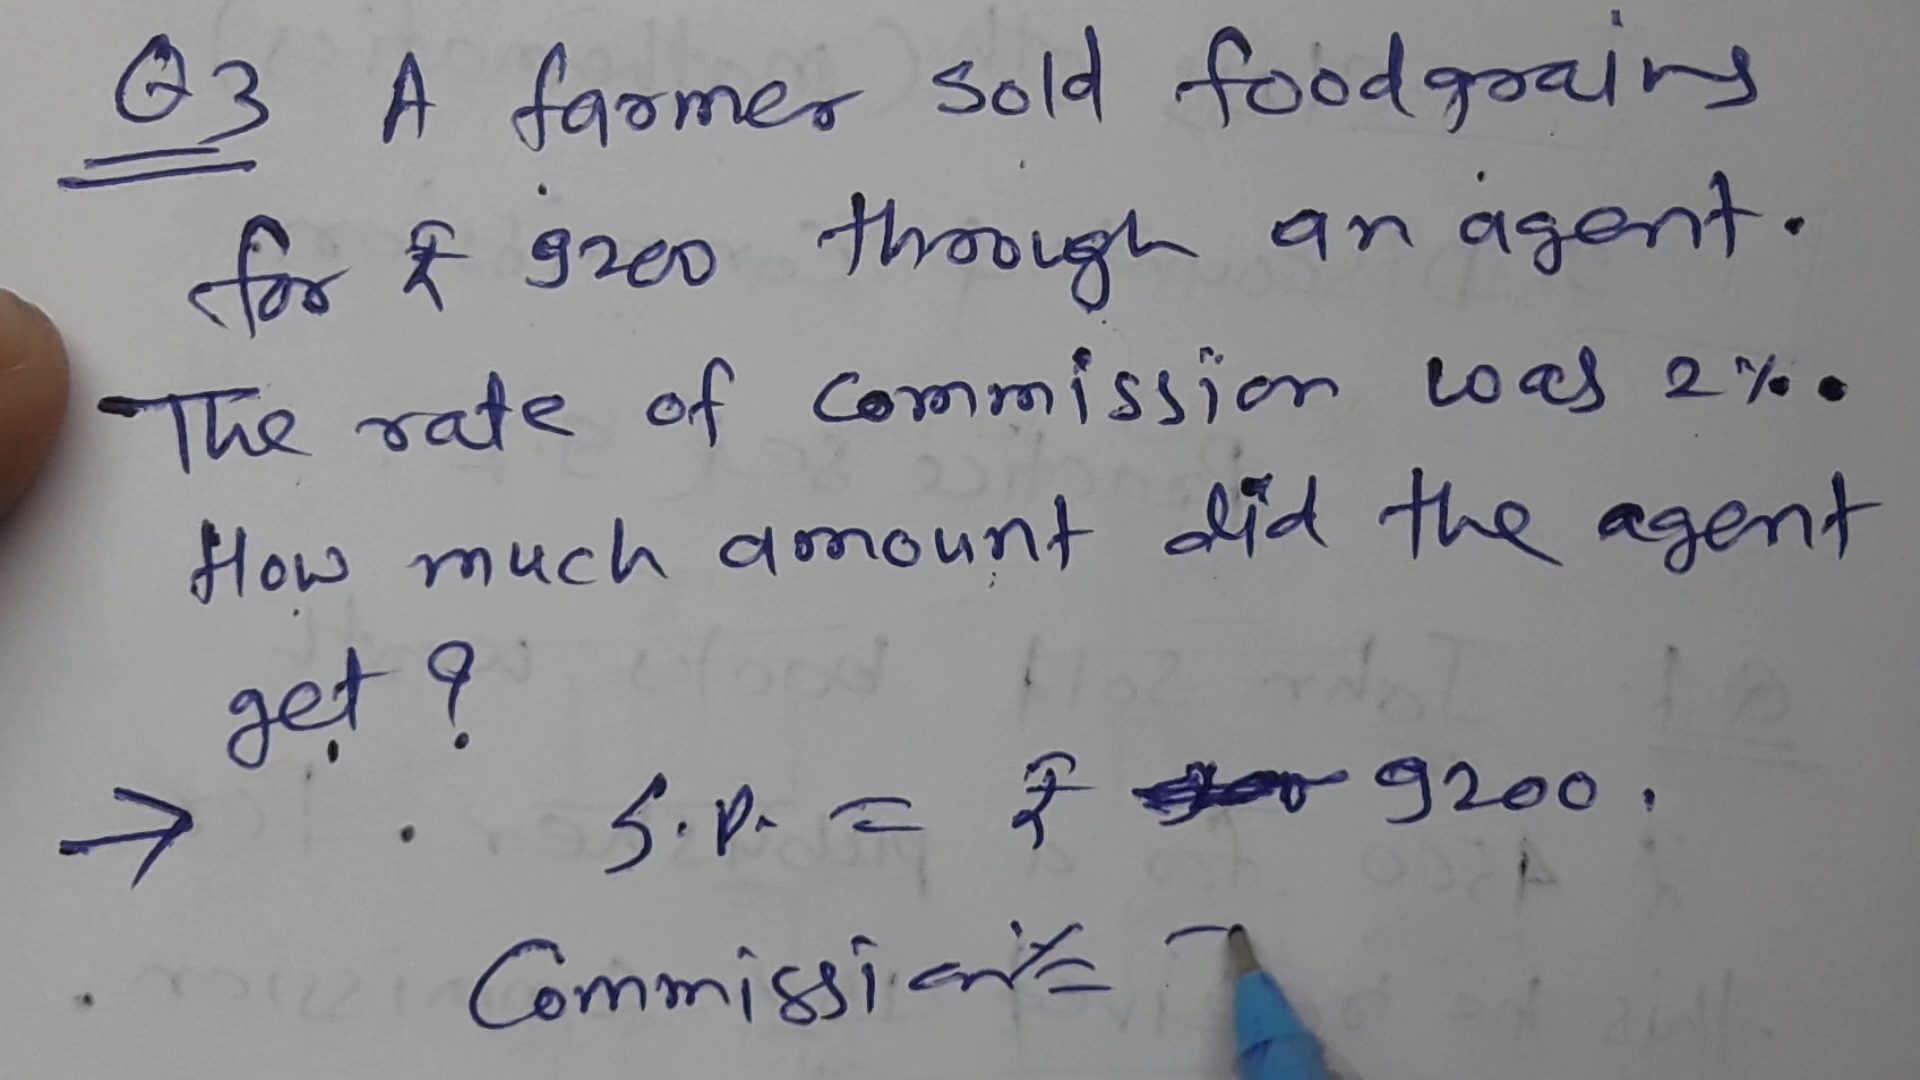 Q3 A farmer sold foodgrains
for ₹ 9200 through an agent.
The rate of commission was 2%.
How much amount did the agent
get?
→ S.P. = ₹ 9200.
Commission% =